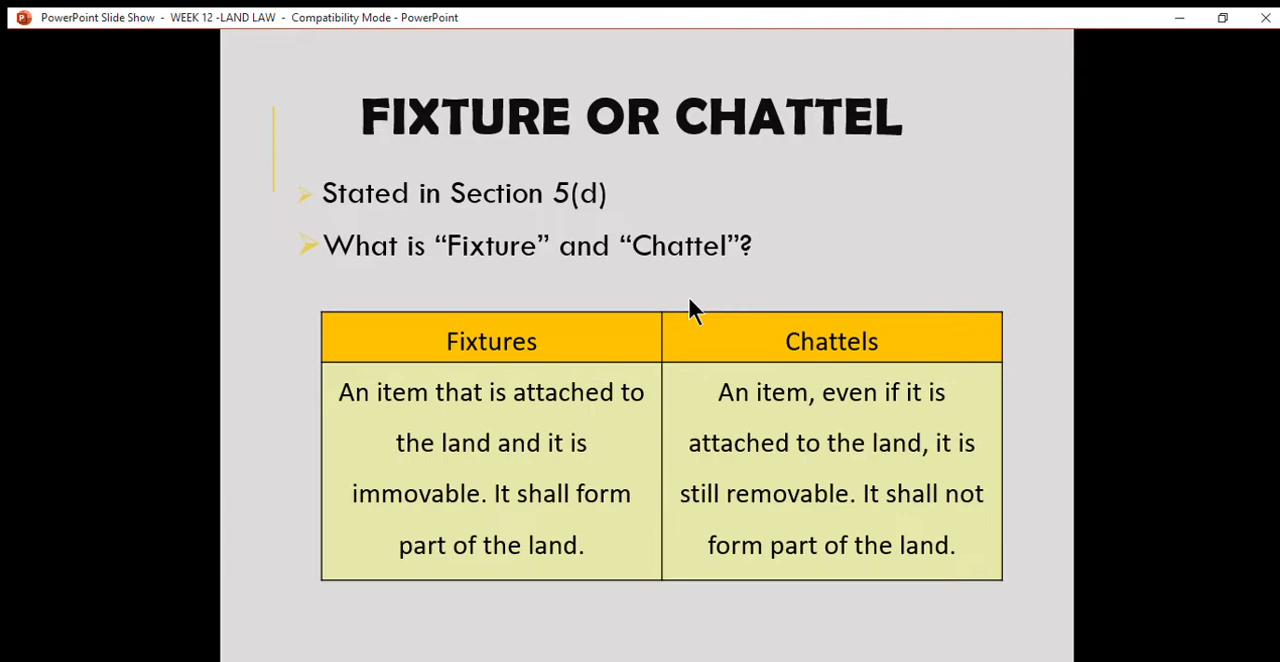 PowerPoint Slide Show - WEEK 12 -LAND LAW - Compatibility Mode - PowerPoint
FIXTURE OR CHATTEL
Stated in Section 5(d)
What is “Fixture” and “Chattel”?
Fixtures
An item that is attached to
the land and it is
immovable. It shall form
part of the land.
Chattels
An item, even if it is
attached to the land, it is
still removable. It shall not
form part of the land.